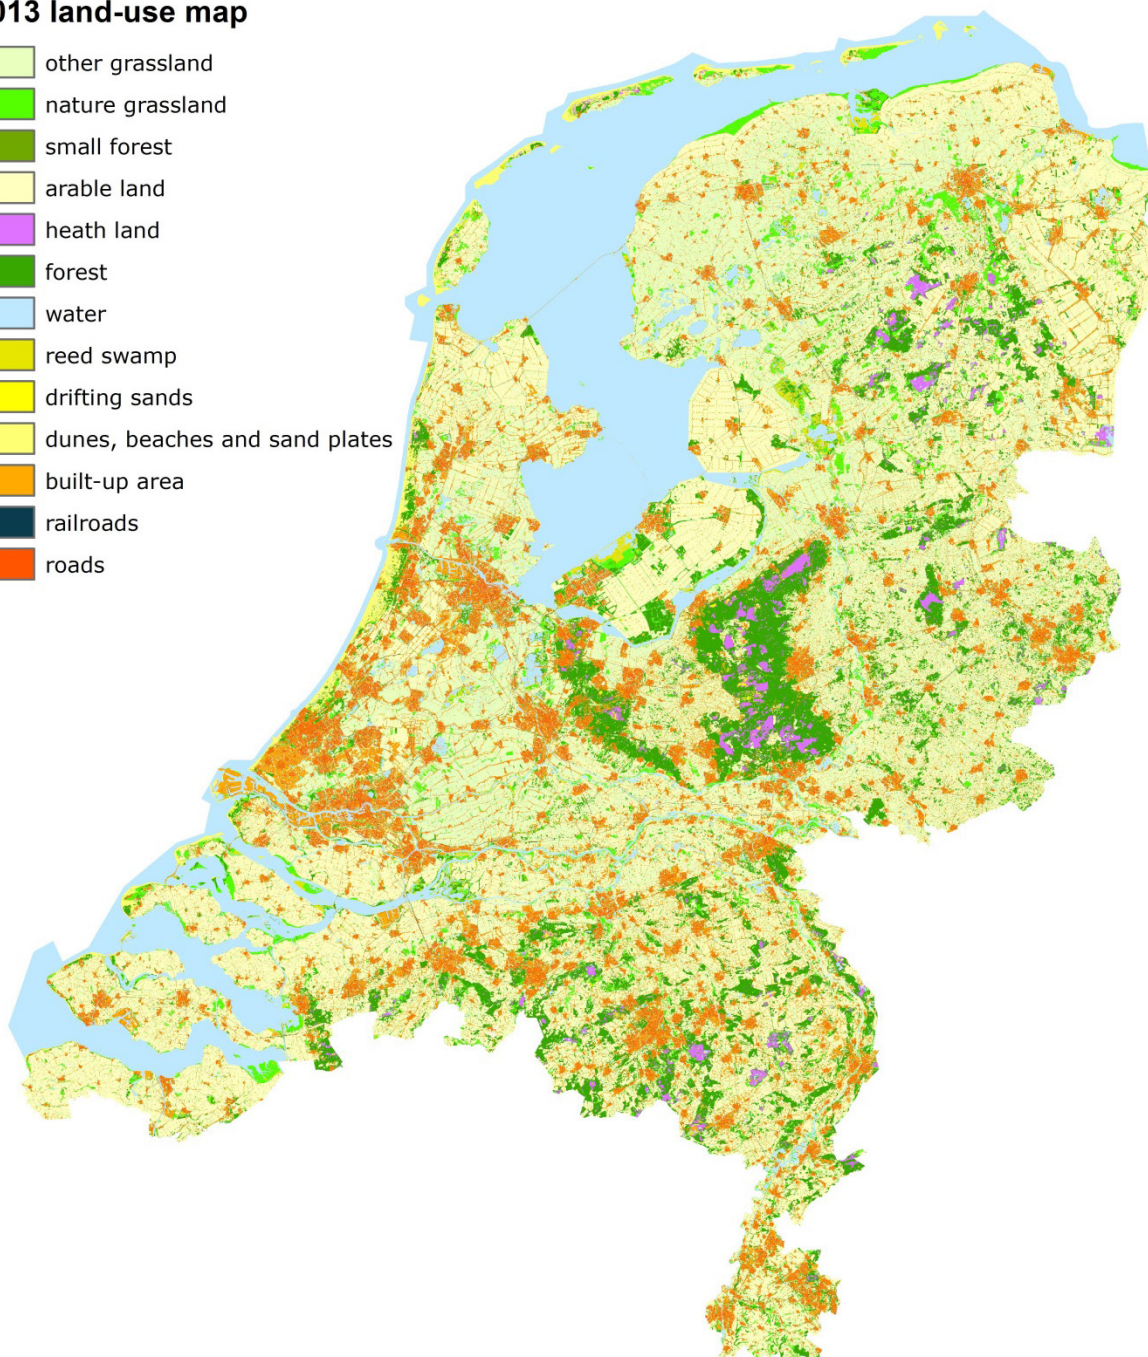 013 land-use map
other grassland
nature grassland
small forest
arable land
heath land
forest
water
reed swamp
drifting sands
dunes, beaches and sand plates
built-up area
railroads
roads